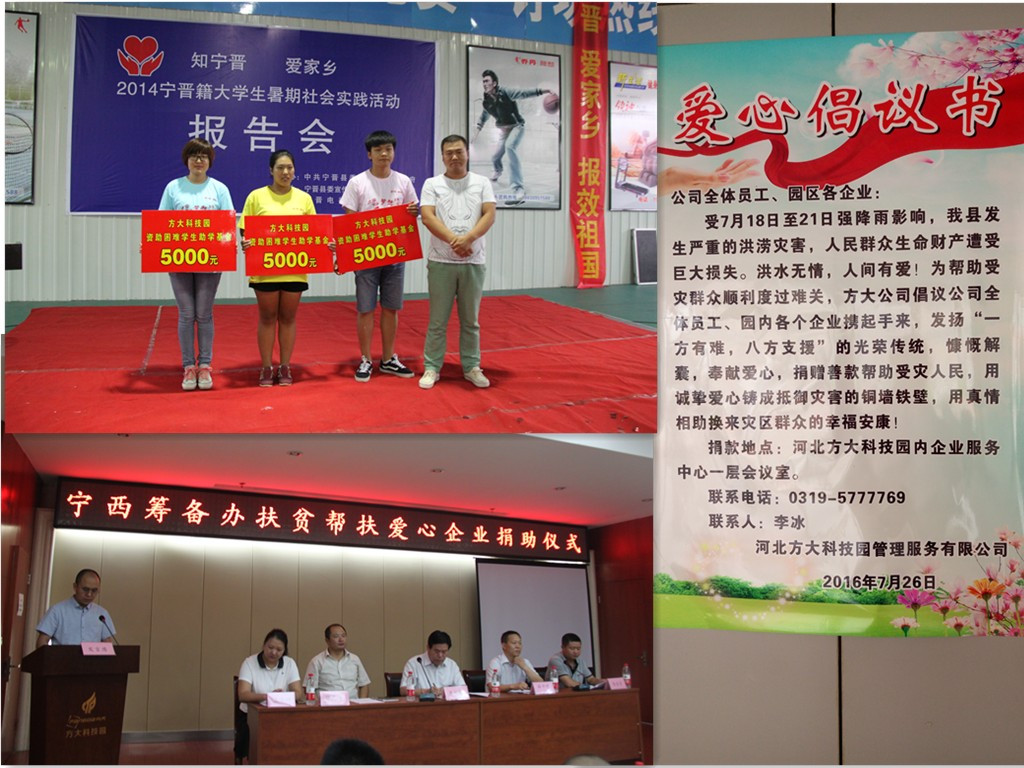 知宁晋 爱家乡
2014宁晋籍大学生暑期社会实践活动
报告会
晋 爱家乡 报效祖国
方大科技园
资助困难学生助学基金
5000元
方大科技园
资助困难学生助学基金
5000元
方大科技园
资助困难学生助学基金
5000元
宁西筹备办扶贫帮扶爱心企业捐助仪式
方大科技园
爱心倡议书
公司全体员工、园区各企业：
受7月18日至21日强降雨影响，我县发
生严重的洪涝灾害，人民群众生命财产遭受
巨大损失。洪水无情，人间有爱！为帮助受
灾群众顺利度过难关，方大公司倡议公司全
体员工、园内各个企业携起手来，发扬“一
方有难，八方支援”的光荣传统，慷慨解
囊，奉献爱心，捐赠善款帮助受灾人民，用
诚挚爱心铸成抵御灾害的铜墙铁壁，用真情
相助换来灾区群众的幸福安康！
捐款地点：河北方大科技园内企业服务
中心一层会议室。
联系电话：0319-5777769
联系人：李冰
河北方大科技园管理服务有限公司
2016年7月26日